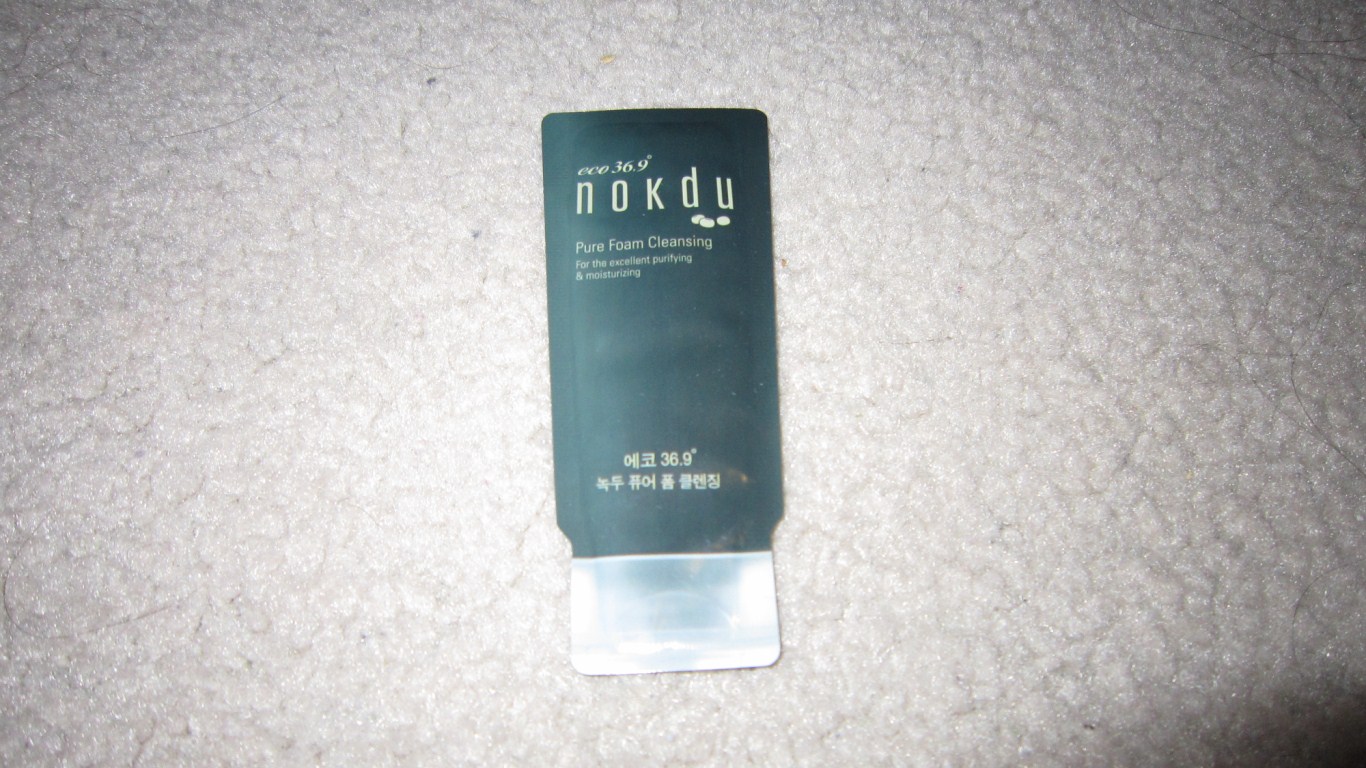 eco 36.9°
nokdu
Pure Foam Cleansing
For the excellent purifying
& moisturizing
에코 36.9°
녹두 퓨어 폼 클렌징